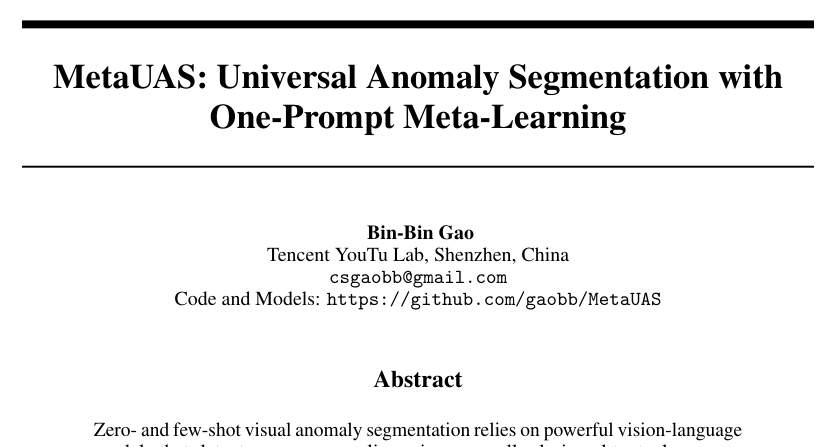 MetaUAS: Universal Anomaly Segmentation with
One-Prompt Meta-Learning
Bin-Bin Gao
Tencent YouTu Lab, Shenzhen, China
csgaobb@gmail.com
Code and Models: https://github.com/gaobb/MetaUAS
Abstract
Zero- and few-shot visual anomaly segmentation relies on powerful vision-language